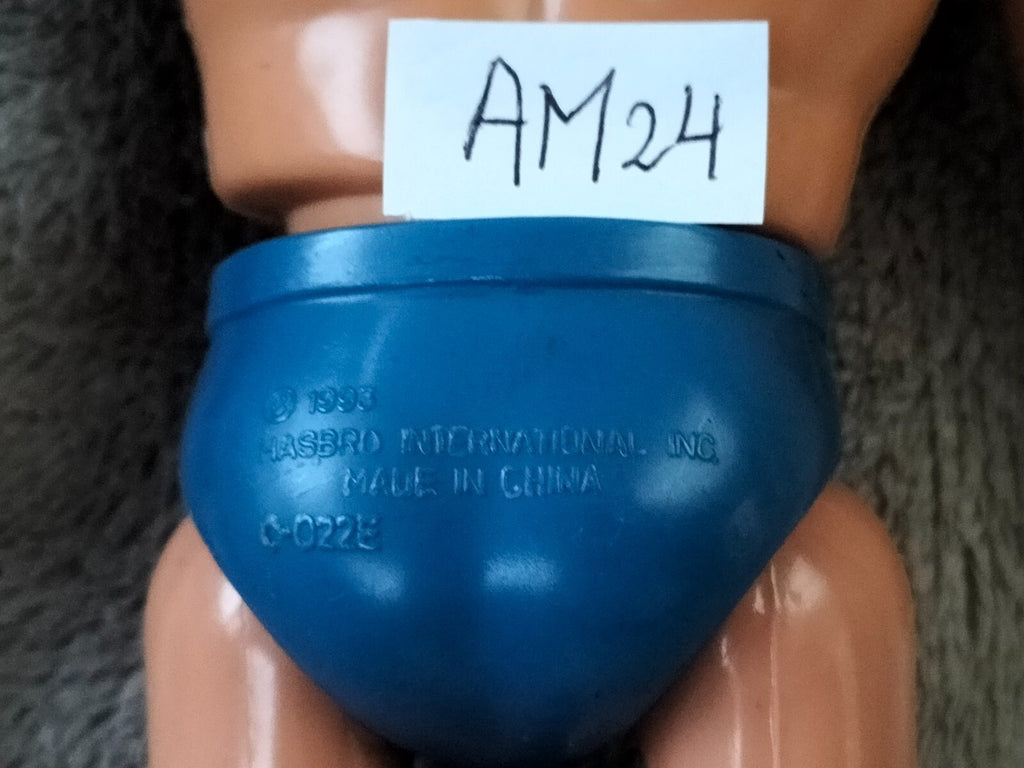 AM24
© 1993
HASBRO INTERNATIONAL INC.
MADE IN CHINA
C-022E